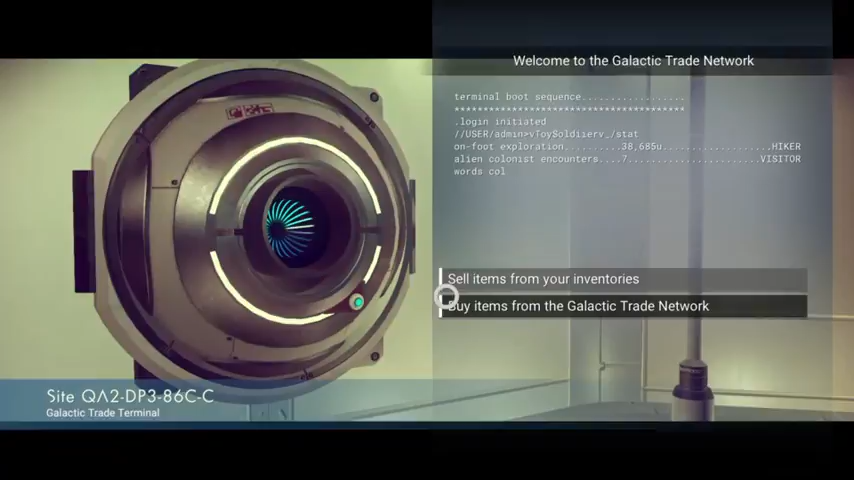 Welcome to the Galactic Trade Network
terminal boot sequence..................
****************************************
.login initiated
//USER/admin>vToySoldiierv_/stat
on-foot exploration.........38,685u...................HIKER
alien colonist encounters....7.......................VISITOR
words col
Sell items from your inventories
Buy items from the Galactic Trade Network
Site QA2-DP3-86C-C
Galactic Trade Terminal